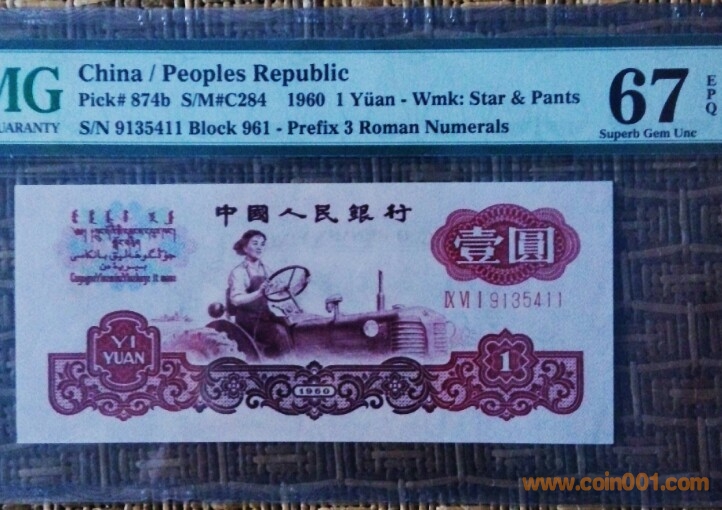 MG
China / Peoples Republic
UARANTY
Pick# 874b S/M#C284 1960 1 Yüan - Wmk: Star & Pants
S/N 9135411 Block 961 - Prefix 3 Roman Numerals
67
EPQ
Superb Gem Unc
中國人民銀行
壹圓
IX VI I 9135411
YI
YUAN
1
1960
www.coin001.com